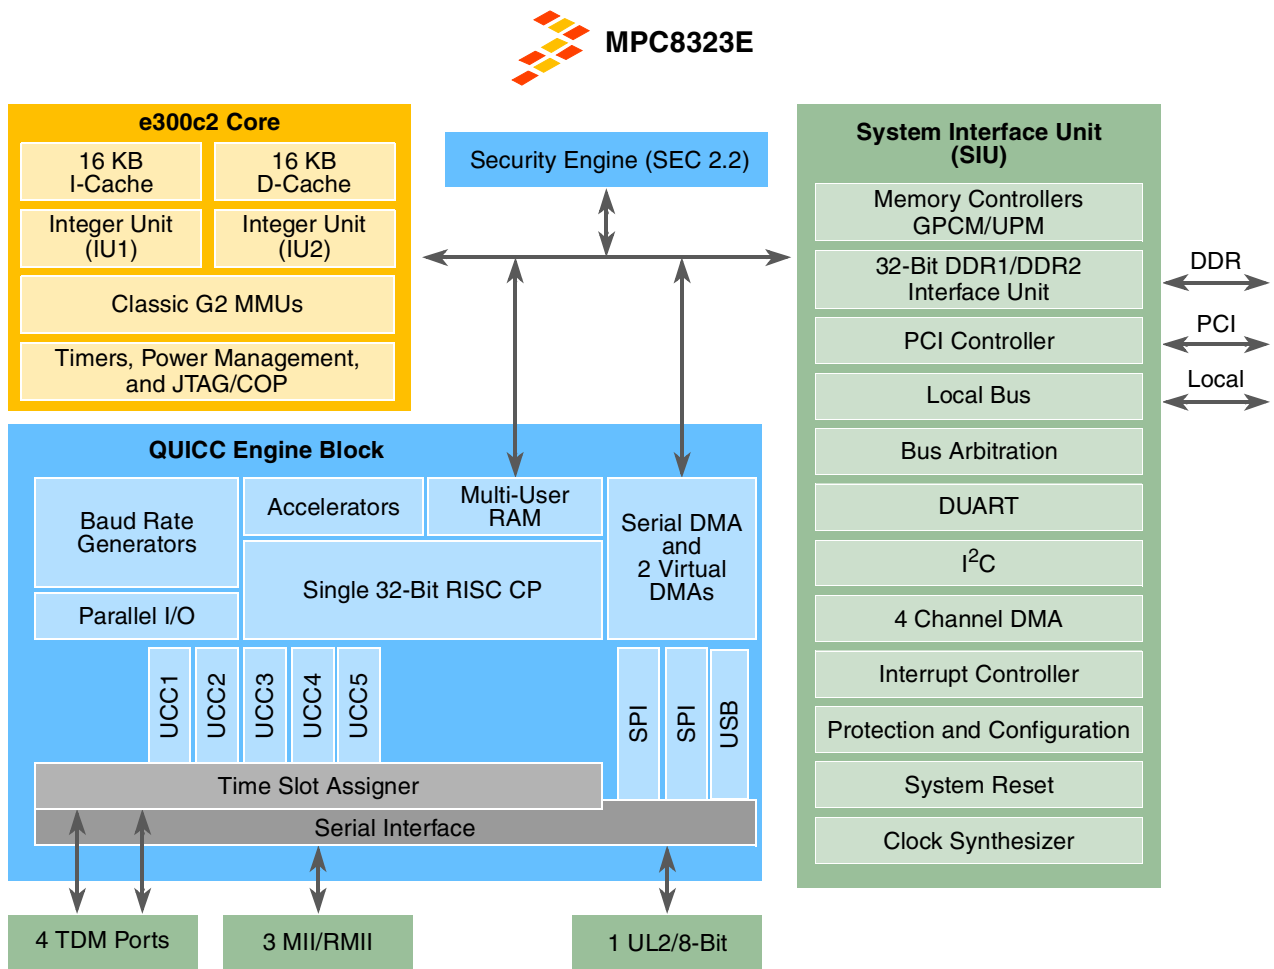 MPC8323E
e300c2 Core
16 KB
I-Cache
16 KB
D-Cache
Integer Unit
(IU1)
Integer Unit
(IU2)
Classic G2 MMUs
Timers, Power Management,
and JTAG/COP
Security Engine (SEC 2.2)
System Interface Unit
(SIU)
Memory Controllers
GPCM/UPM
32-Bit DDR1/DDR2
Interface Unit
PCI Controller
Local Bus
Bus Arbitration
DUART
I²C
4 Channel DMA
Interrupt Controller
Protection and Configuration
System Reset
Clock Synthesizer
DDR
PCI
Local
QUICC Engine Block
Baud Rate
Generators
Parallel I/O
Accelerators
Multi-User
RAM
Single 32-Bit RISC CP
Serial DMA
and
2 Virtual
DMAs
UCC1
UCC2
UCC3
UCC4
UCC5
SPI
SPI
USB
Time Slot Assigner
Serial Interface
4 TDM Ports
3 MII/RMII
1 UL2/8-Bit